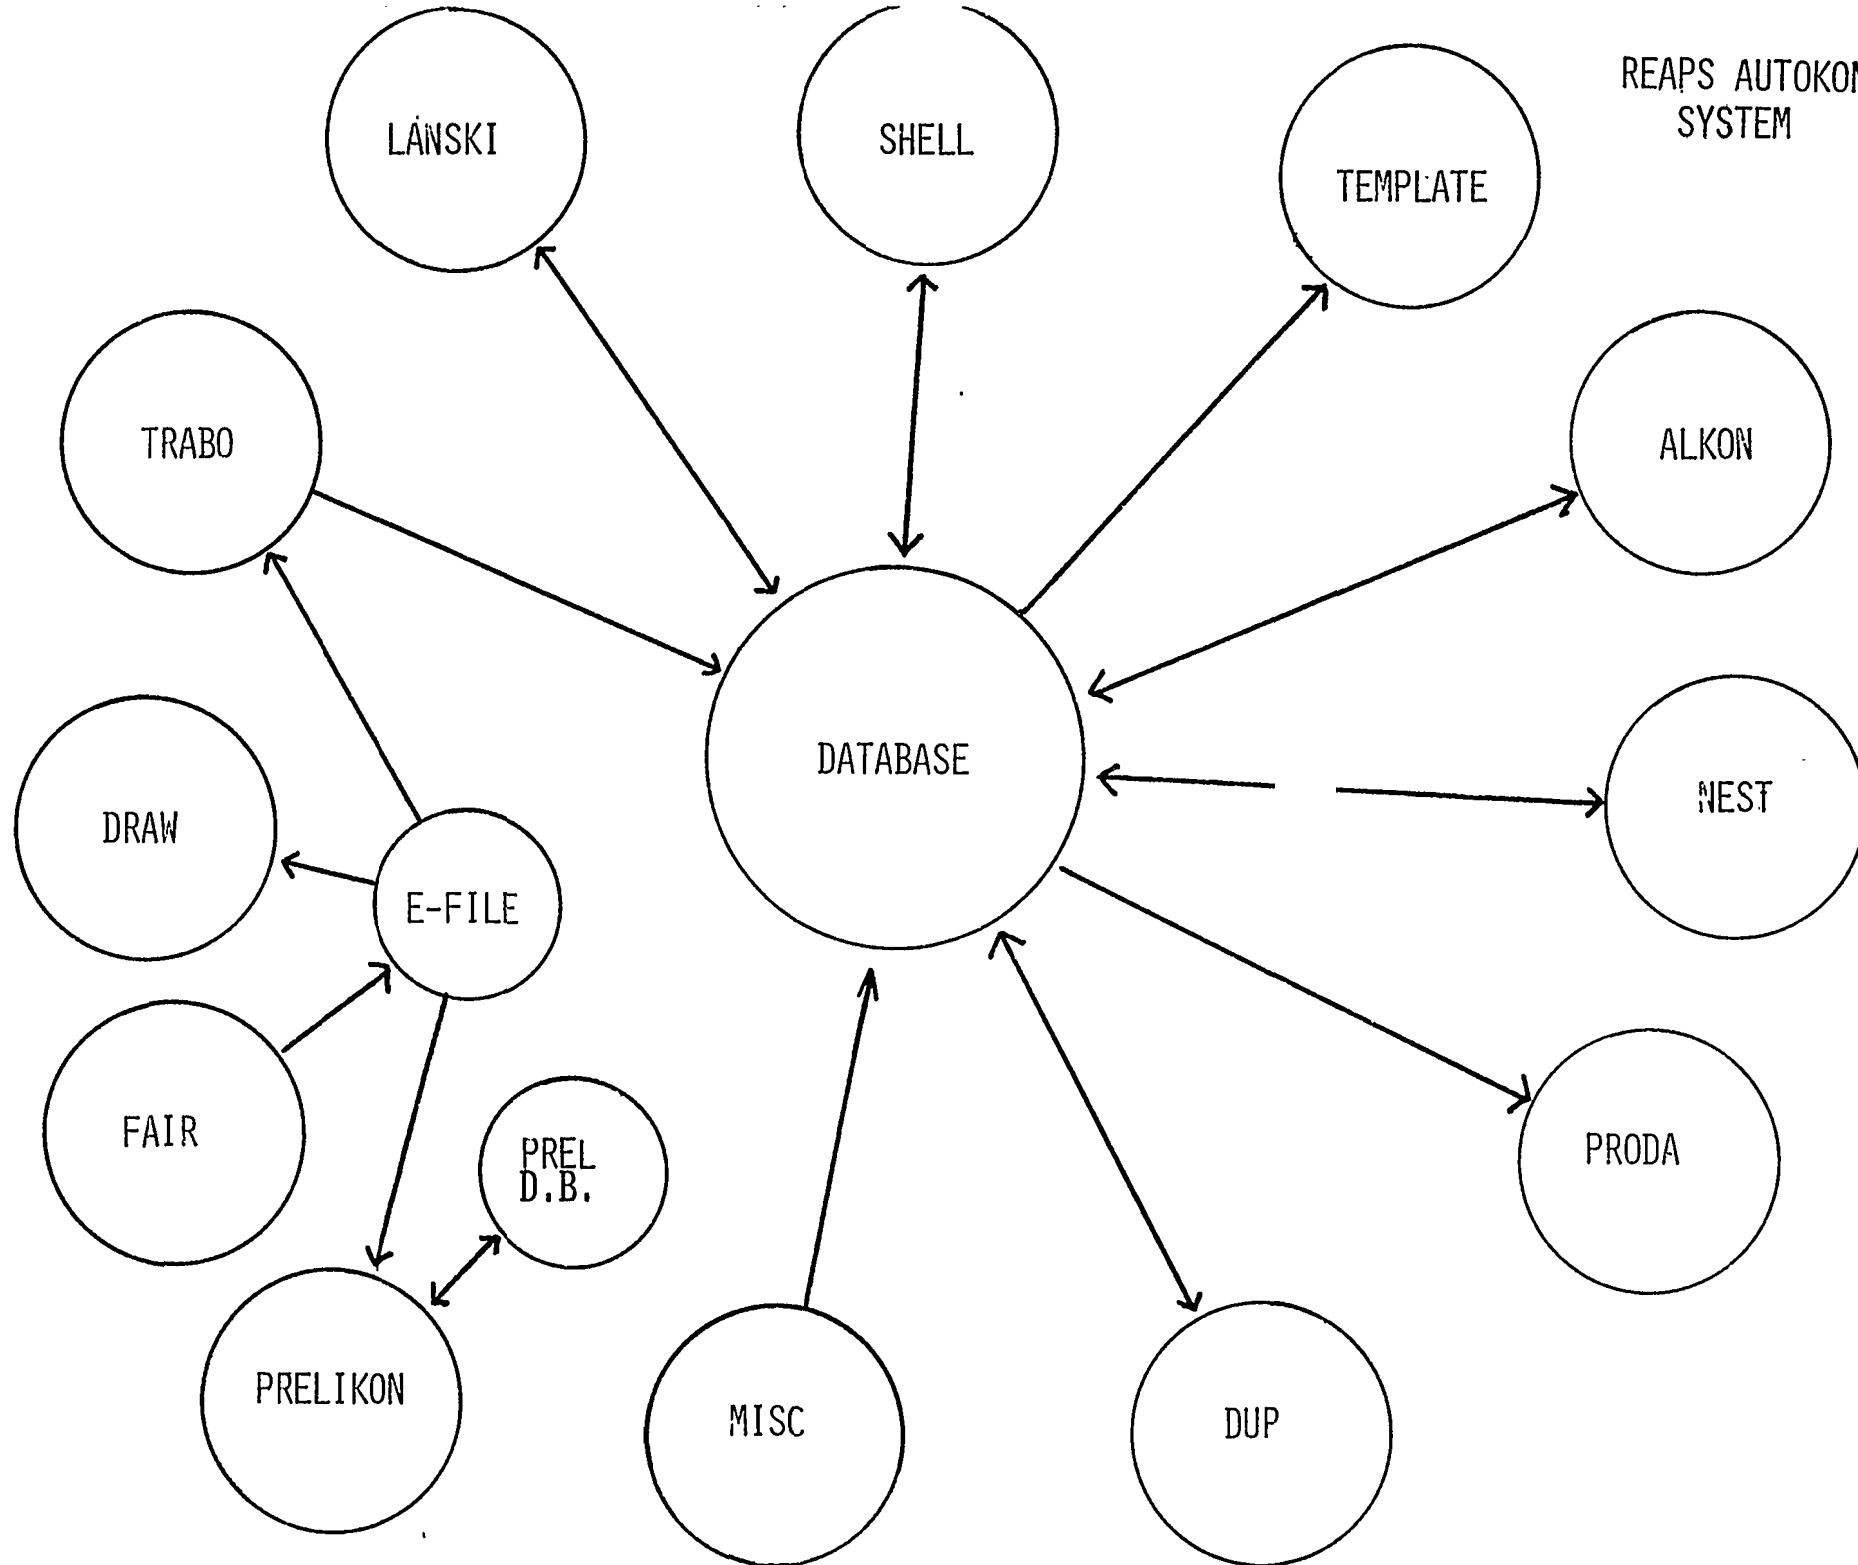 REAPS AUTOKON
SYSTEM
LANSKI
SHELL
TEMPLATE
TRABO
ALKON
DATABASE
NEST
DRAW
E-FILE
FAIR
PREL
D.B.
PRODA
PRELIKON
MISC
DUP